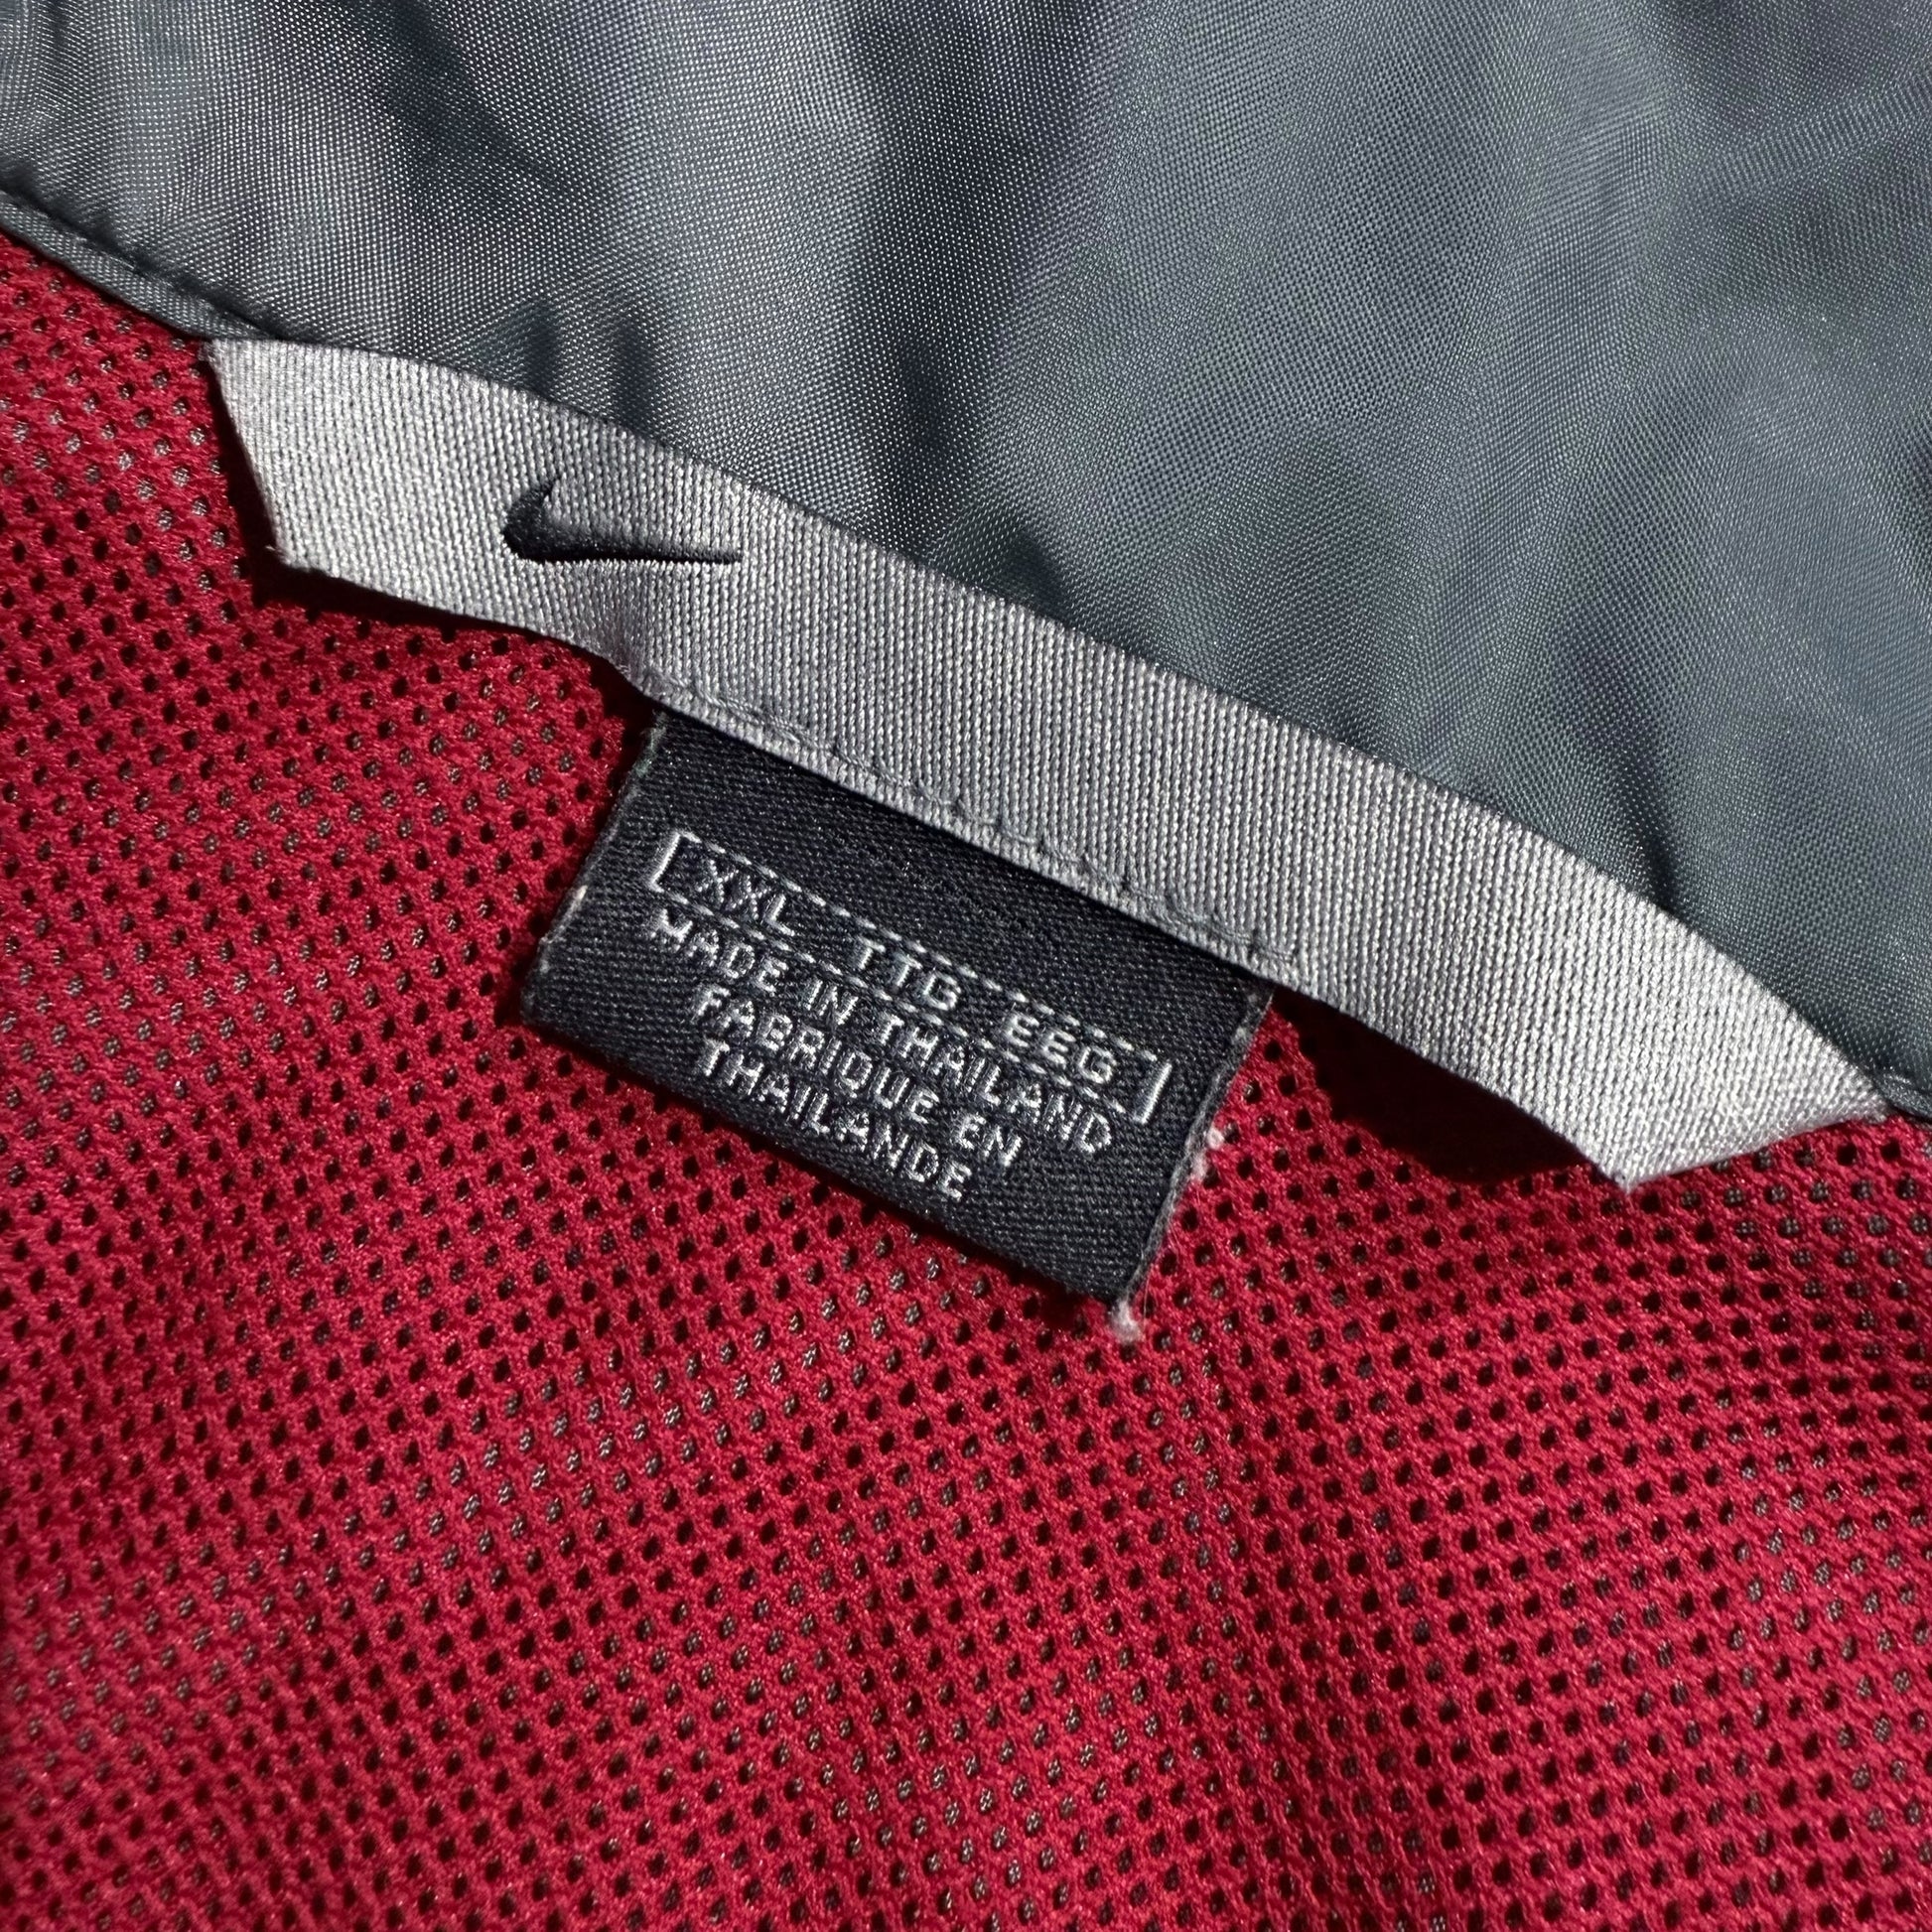 XXL TTG EEG
MADE IN THAILAND
FABRIQUE EN
THAILANDE